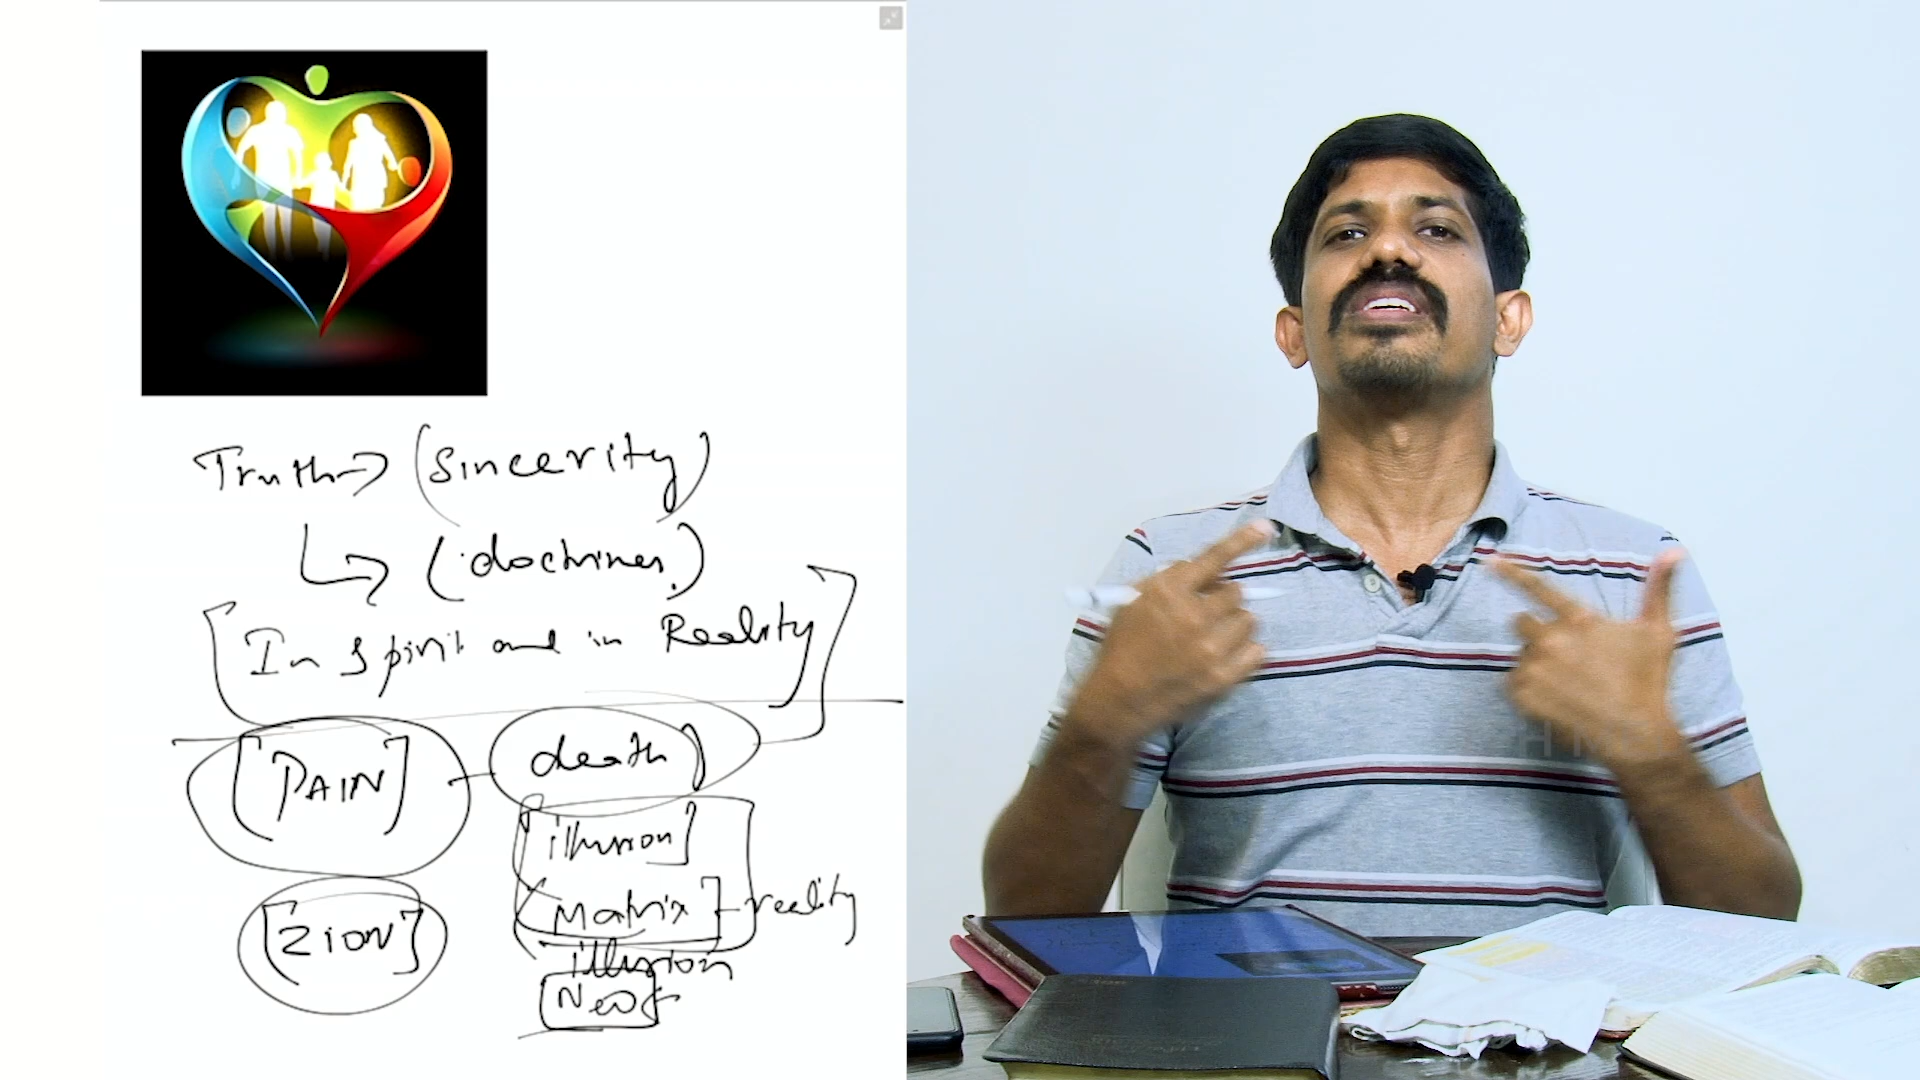 Truth → (sincerity)
↳ (doctrines)
[In spirit and in Reality]
[PAIN] - death]
[illusion]
[Matrix] - reality
[ZION]
illusion
Neo